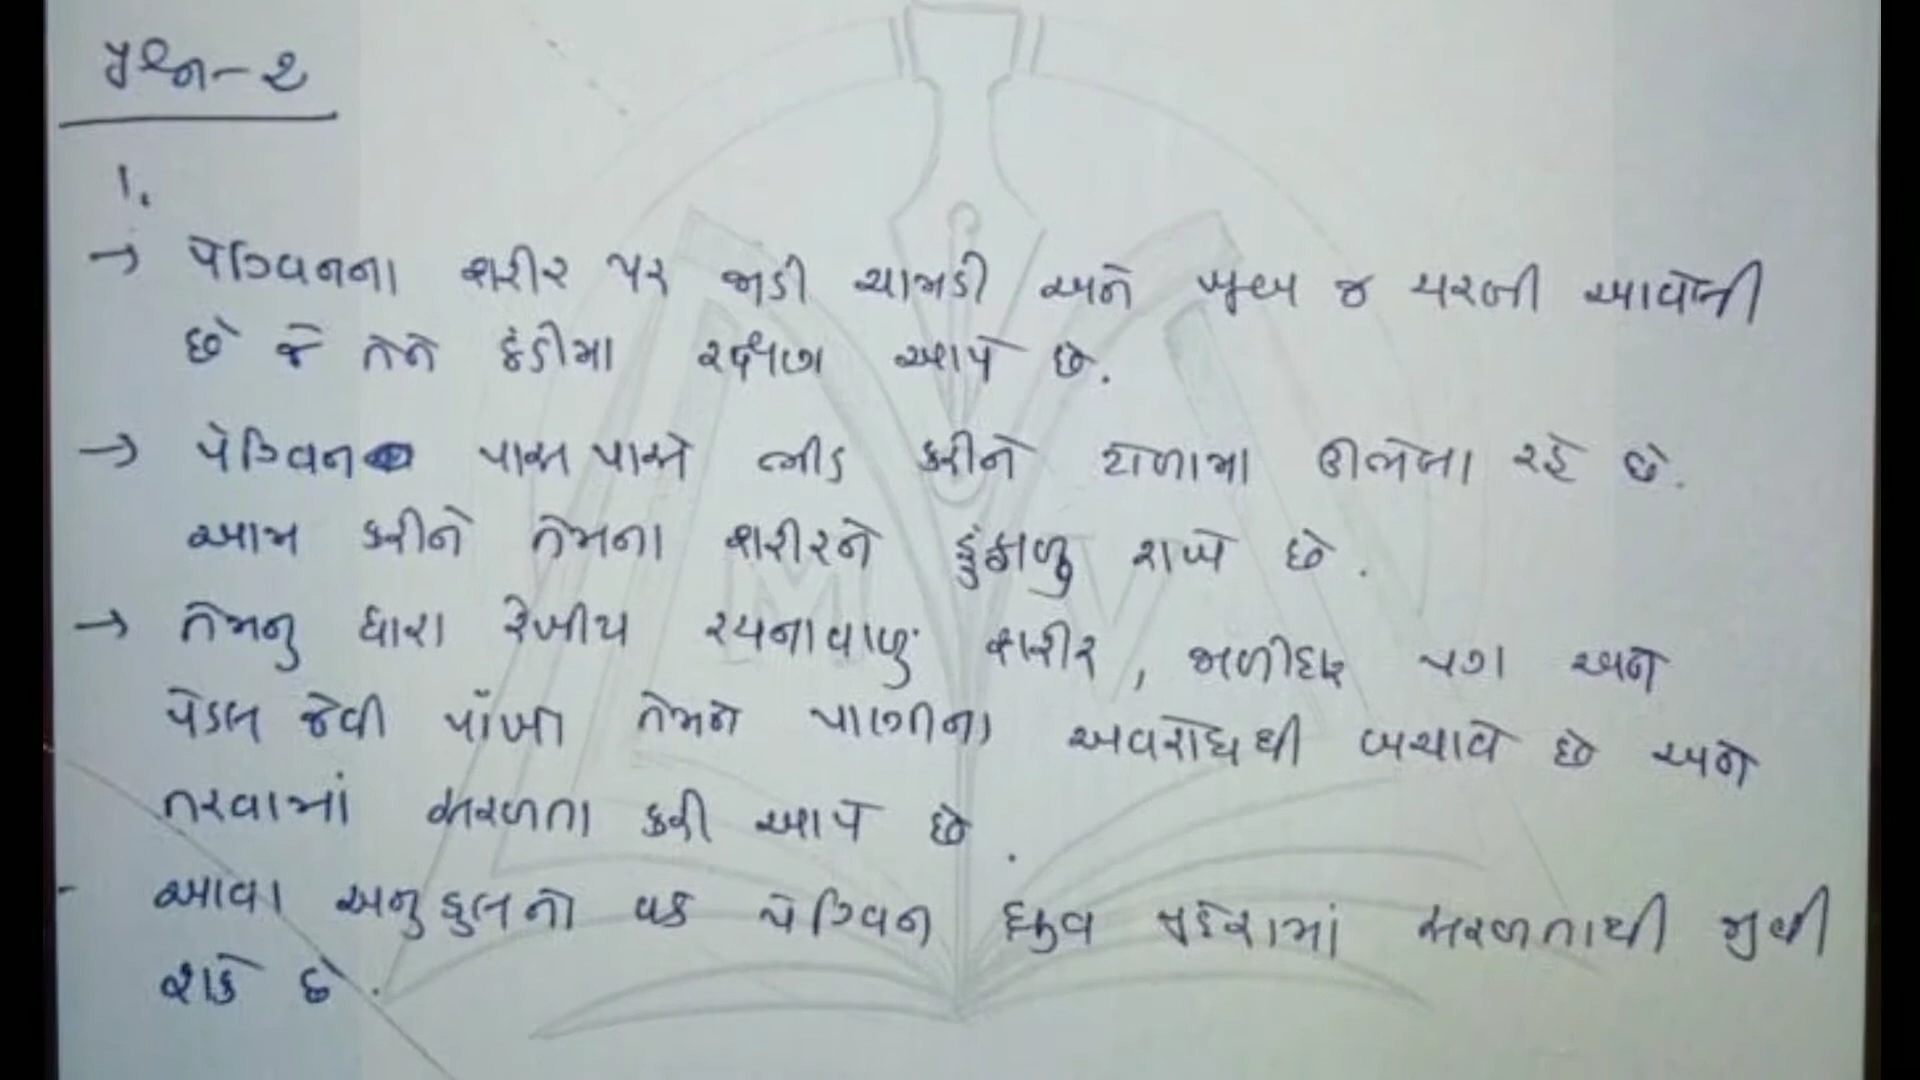 પ્રશ્ન-૨
1.
→ પેંગ્વિનના શરીર પર જાડી ચામડી અને ખુબ જ ચરબી આવેલી
છે જે તેને ઠંડીમા રક્ષણ આપે છે.
→ પેંગ્વિન પાસ પાસે ભીડ કરીને ટોળામા ઊભેલા રહે છે.
આમ કરીને તેમના શરીરને હુંફાળુ રાખે છે.
→ તેમનુ ધારા રેખીય રચનાવાળું શરીર, જાળીદાર પગ અને
પેડલ જેવી પાઁખો તેમને પાણીના અવરોધથી બચાવે છે અને
તરવામાં સરળતા કરી આપે છે.
- આવા અનુકુલનો વડે પેંગ્વિન ધ્રુવ પ્રદેશમાં સરળતાથી જીવી
શકે છે.
MV